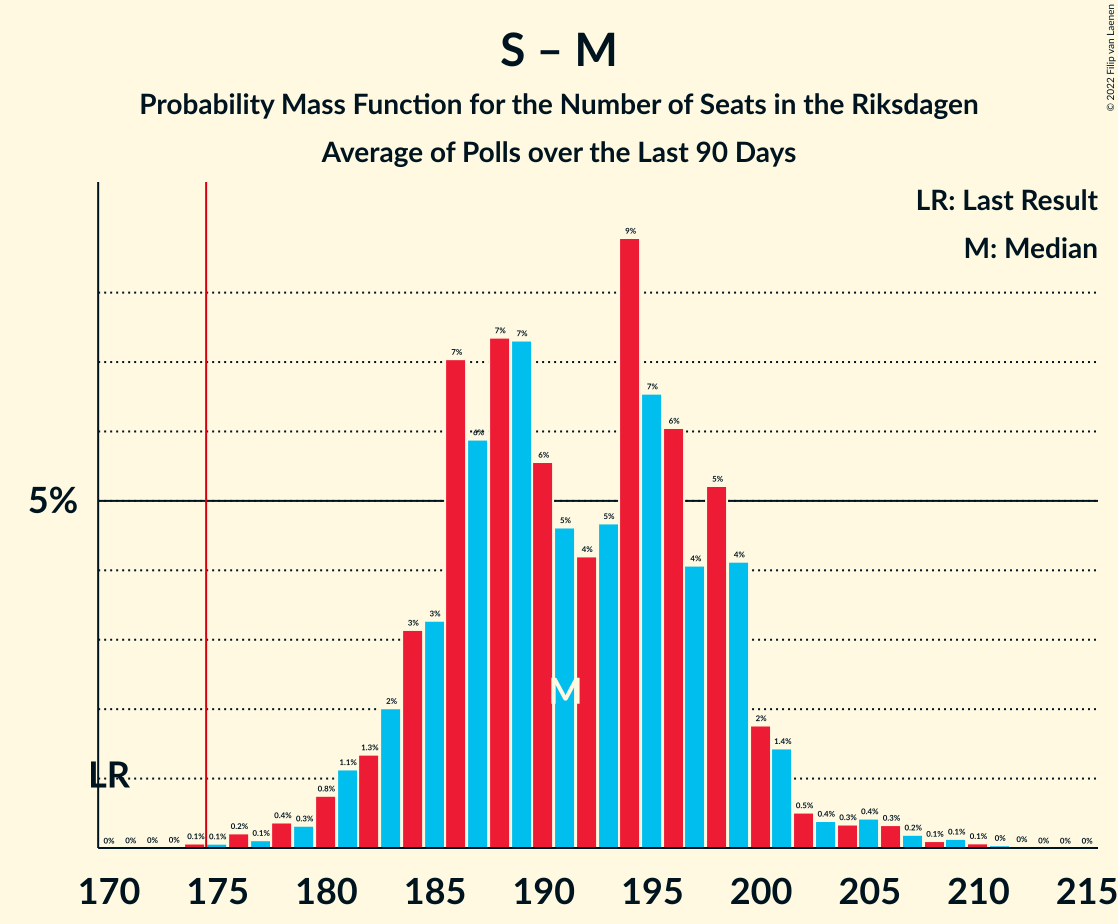 S – M
Probability Mass Function for the Number of Seats in the Riksdagen
Average of Polls over the Last 90 Days
© 2022 Filip van Laenen
LR: Last Result
M: Median
5%
LR
M
0% 0% 0% 0% 0.1% 0.1% 0.2% 0.1% 0.4% 0.3% 0.8% 1.1% 1.3% 2% 3% 3% 7% 6% 7% 7% 6% 5% 4% 5% 9% 7% 6% 4% 5% 4% 2% 1.4% 0.5% 0.4% 0.3% 0.4% 0.3% 0.2% 0.1% 0.1% 0.1% 0% 0% 0% 0% 0%
170 175 180 185 190 195 200 205 210 215